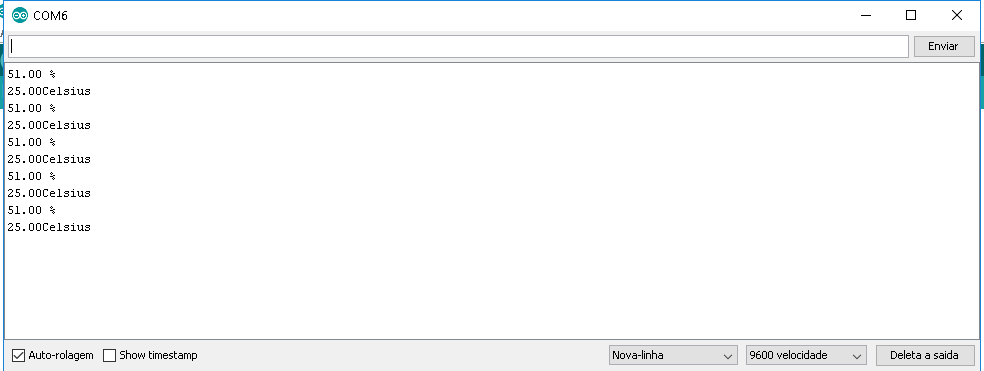 COM6
Enviar
51.00 %
25.00Celsius
51.00 %
25.00Celsius
51.00 %
25.00Celsius
51.00 %
25.00Celsius
51.00 %
25.00Celsius
Auto-rolagem Show timestamp Nova-linha 9600 velocidade Deleta a saida